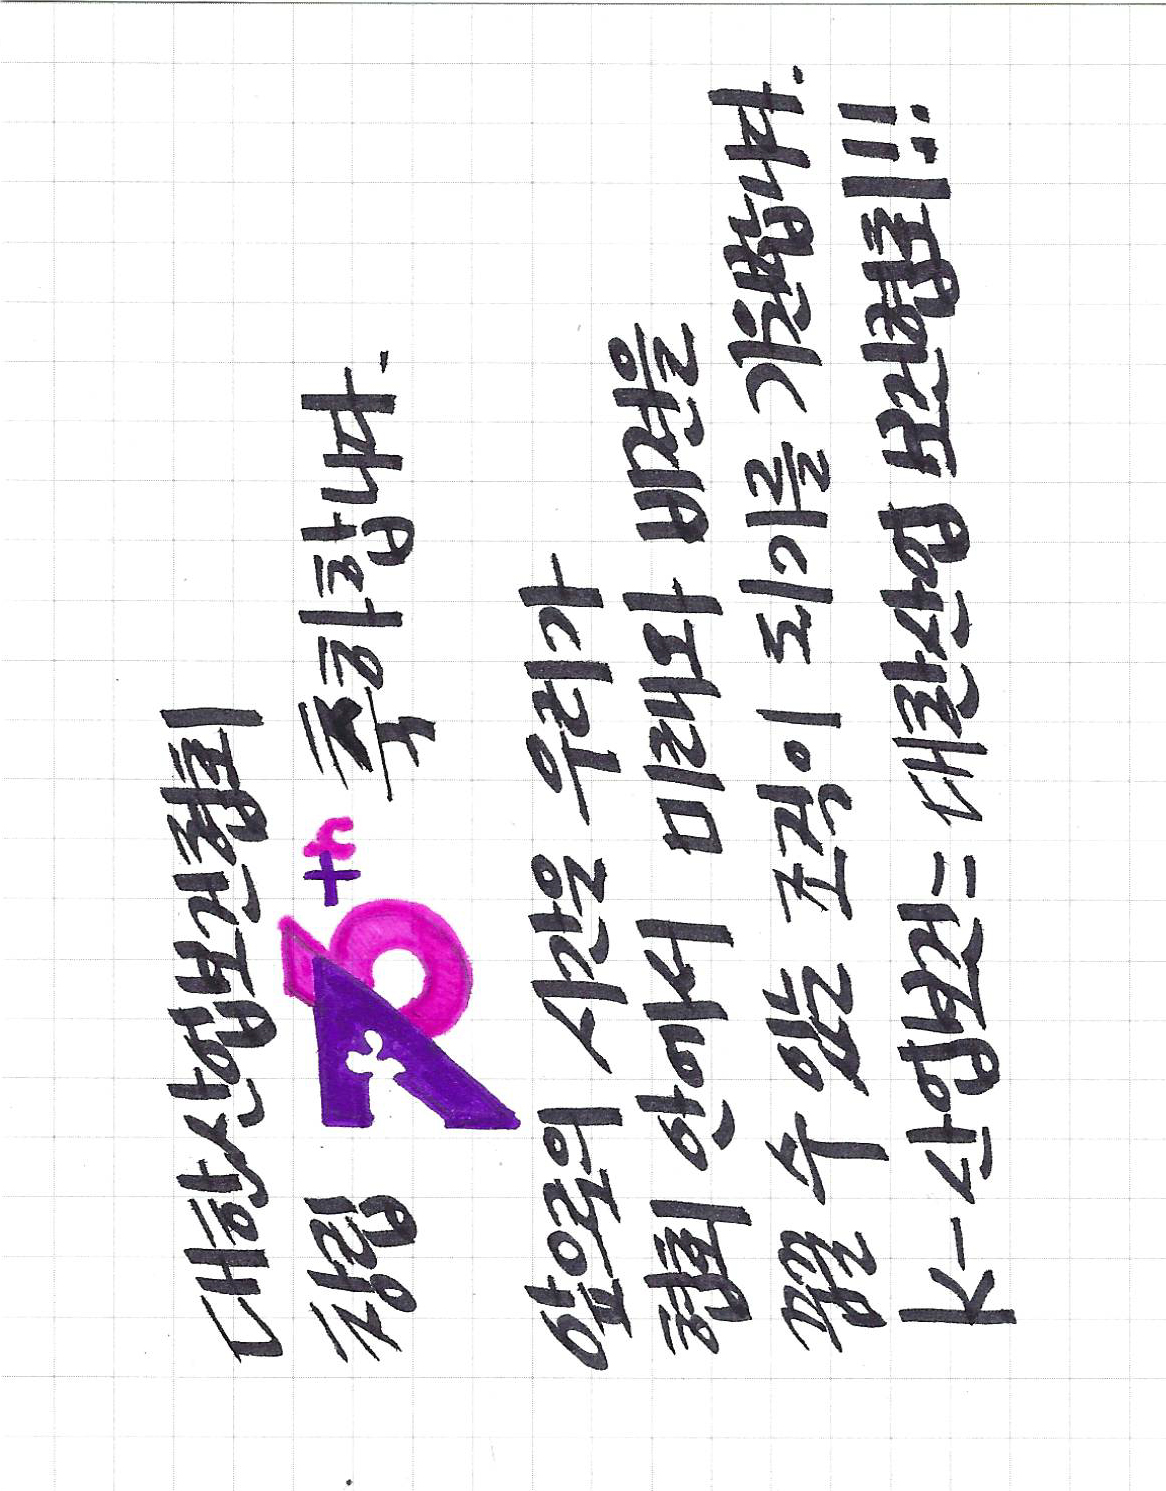 대한산업보건협회
창립 76th 축하합니다.
앞으로의 시간을 우리가
협회 안에서 미래와 비전을
꿈꿀 수 있는 조직이 되기를 기원합니다.
K-산업보건= 대한산업 보건협회!!